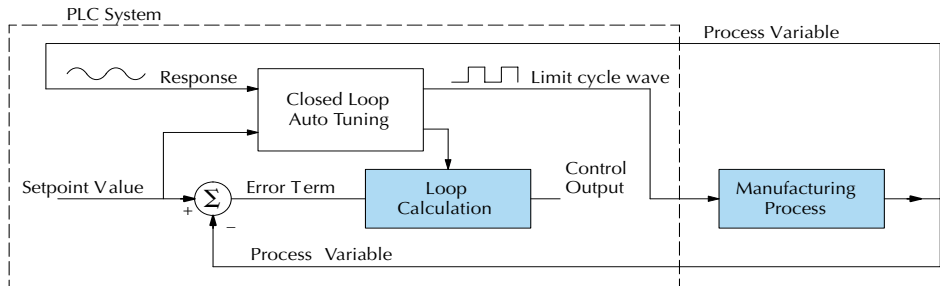 PLC System
Process Variable
Response
Limit cycle wave
Closed Loop
Auto Tuning
Setpoint Value
Error Term
Loop
Calculation
Control
Output
Manufacturing
Process
Σ
+
−
Process Variable